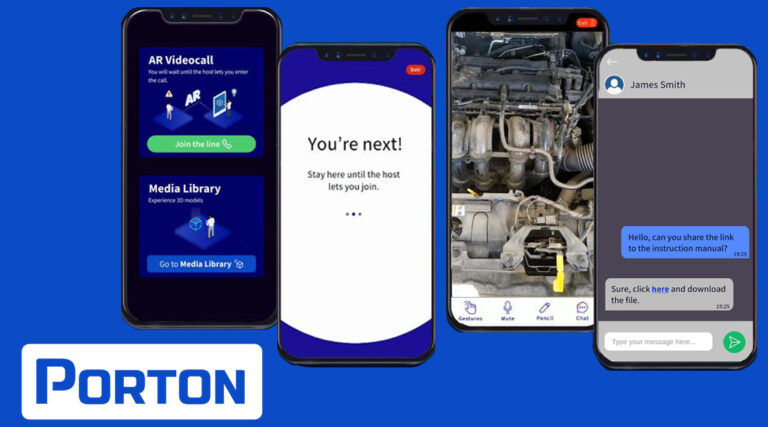 AR Videocall
You will wait until the host lets you enter
the call.
AR
Join the line
Media Library
Experience 3D models
Go to Media Library
Salir
You're next!
Stay here until the host
lets you join.
Exit
Gestures
Mute
Pencil
Chat
James Smith
Hello, can you share the link
to the instruction manual?
19:25
Sure, click here and download
the file.
19:25
Type your message here...
PORTON